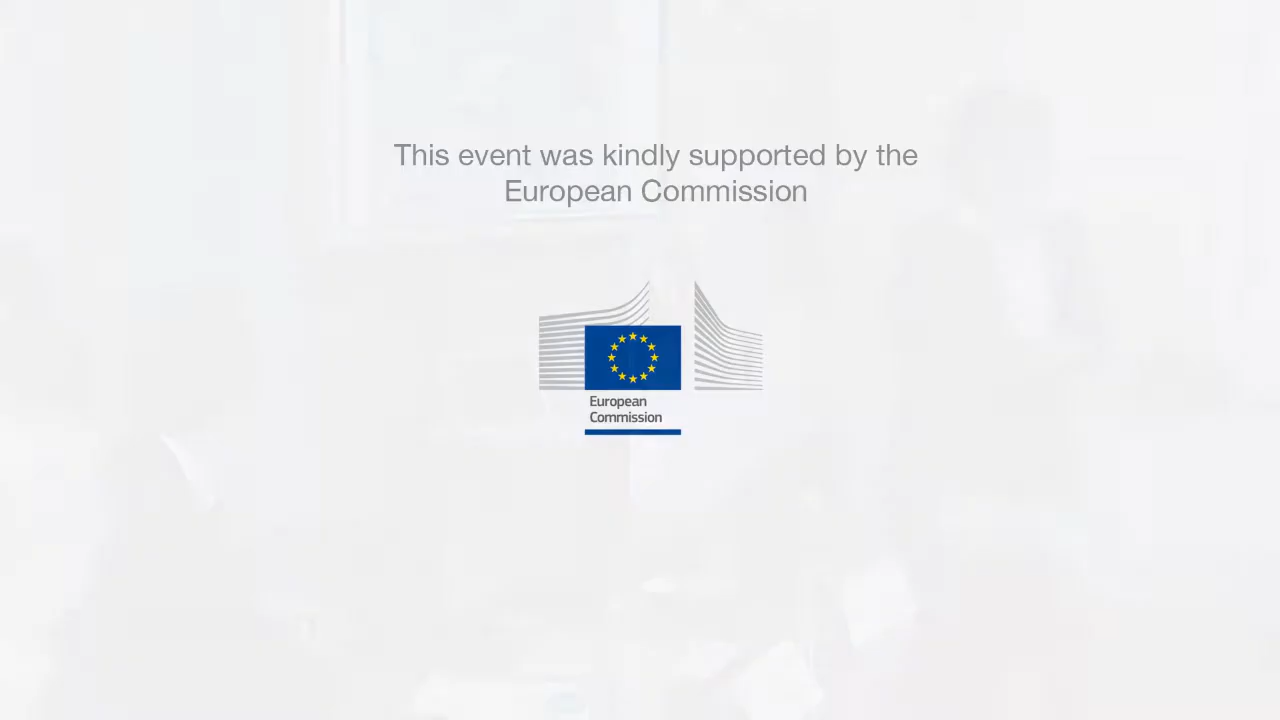 This event was kindly supported by the
European Commission
European
Commission